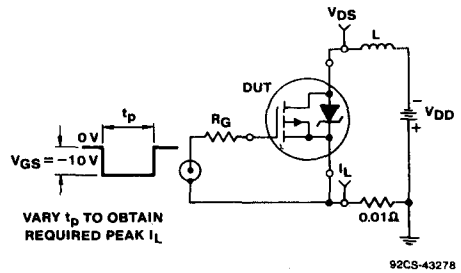 VDS
L
DUT
0 V
tp
RG
VGS = −10 V
−
VDD
+
IL
0.01Ω
VARY tp TO OBTAIN
REQUIRED PEAK IL
92CS-43278